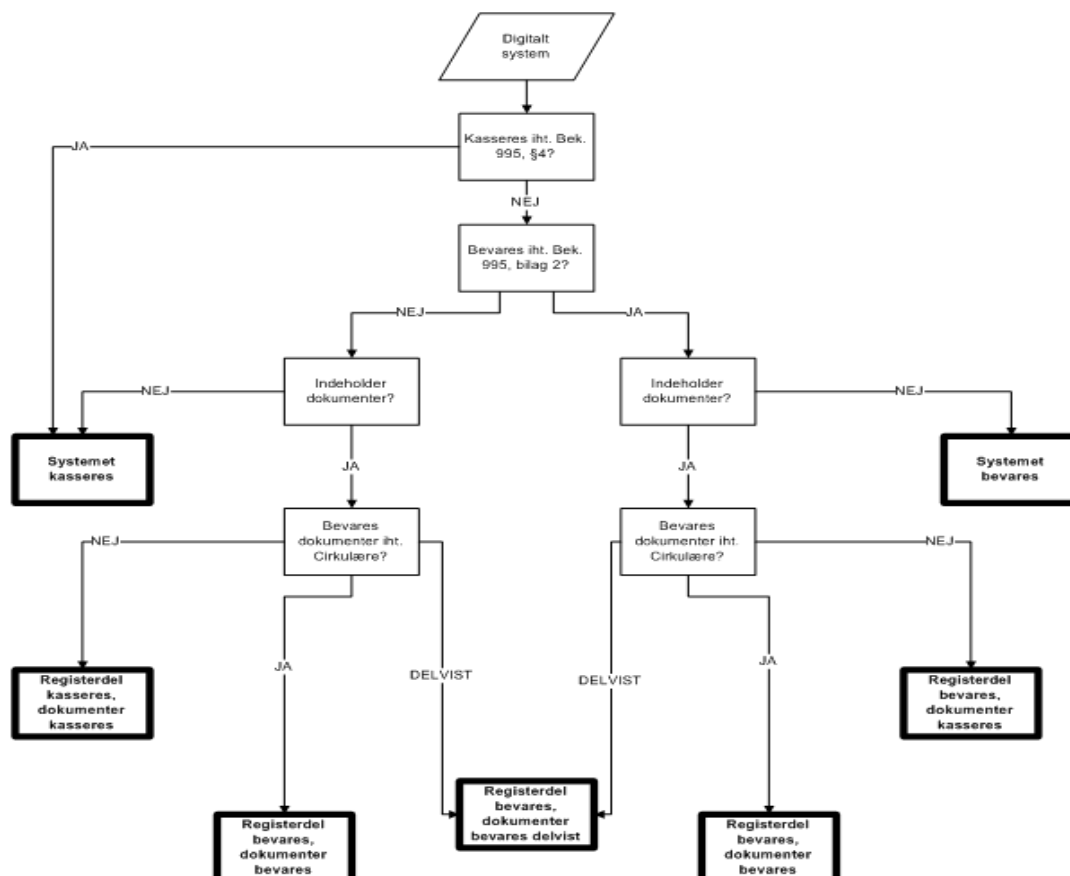 Digitalt
system
Kasseres iht. Bek.
995, §4?
JA
NEJ
Bevares iht. Bek.
995, bilag 2?
NEJ
JA
Indeholder
dokumenter?
Indeholder
dokumenter?
NEJ
NEJ
Systemet
kasseres
Systemet
bevares
JA
JA
Bevares
dokumenter iht.
Cirkulære?
Bevares
dokumenter iht.
Cirkulære?
NEJ
NEJ
JA
DELVIST
DELVIST
JA
Registerdel
kasseres,
dokumenter
kasseres
Registerdel
bevares,
dokumenter
kasseres
Registerdel
bevares,
dokumenter
bevares
Registerdel
bevares,
dokumenter
bevares delvist
Registerdel
bevares,
dokumenter
bevares